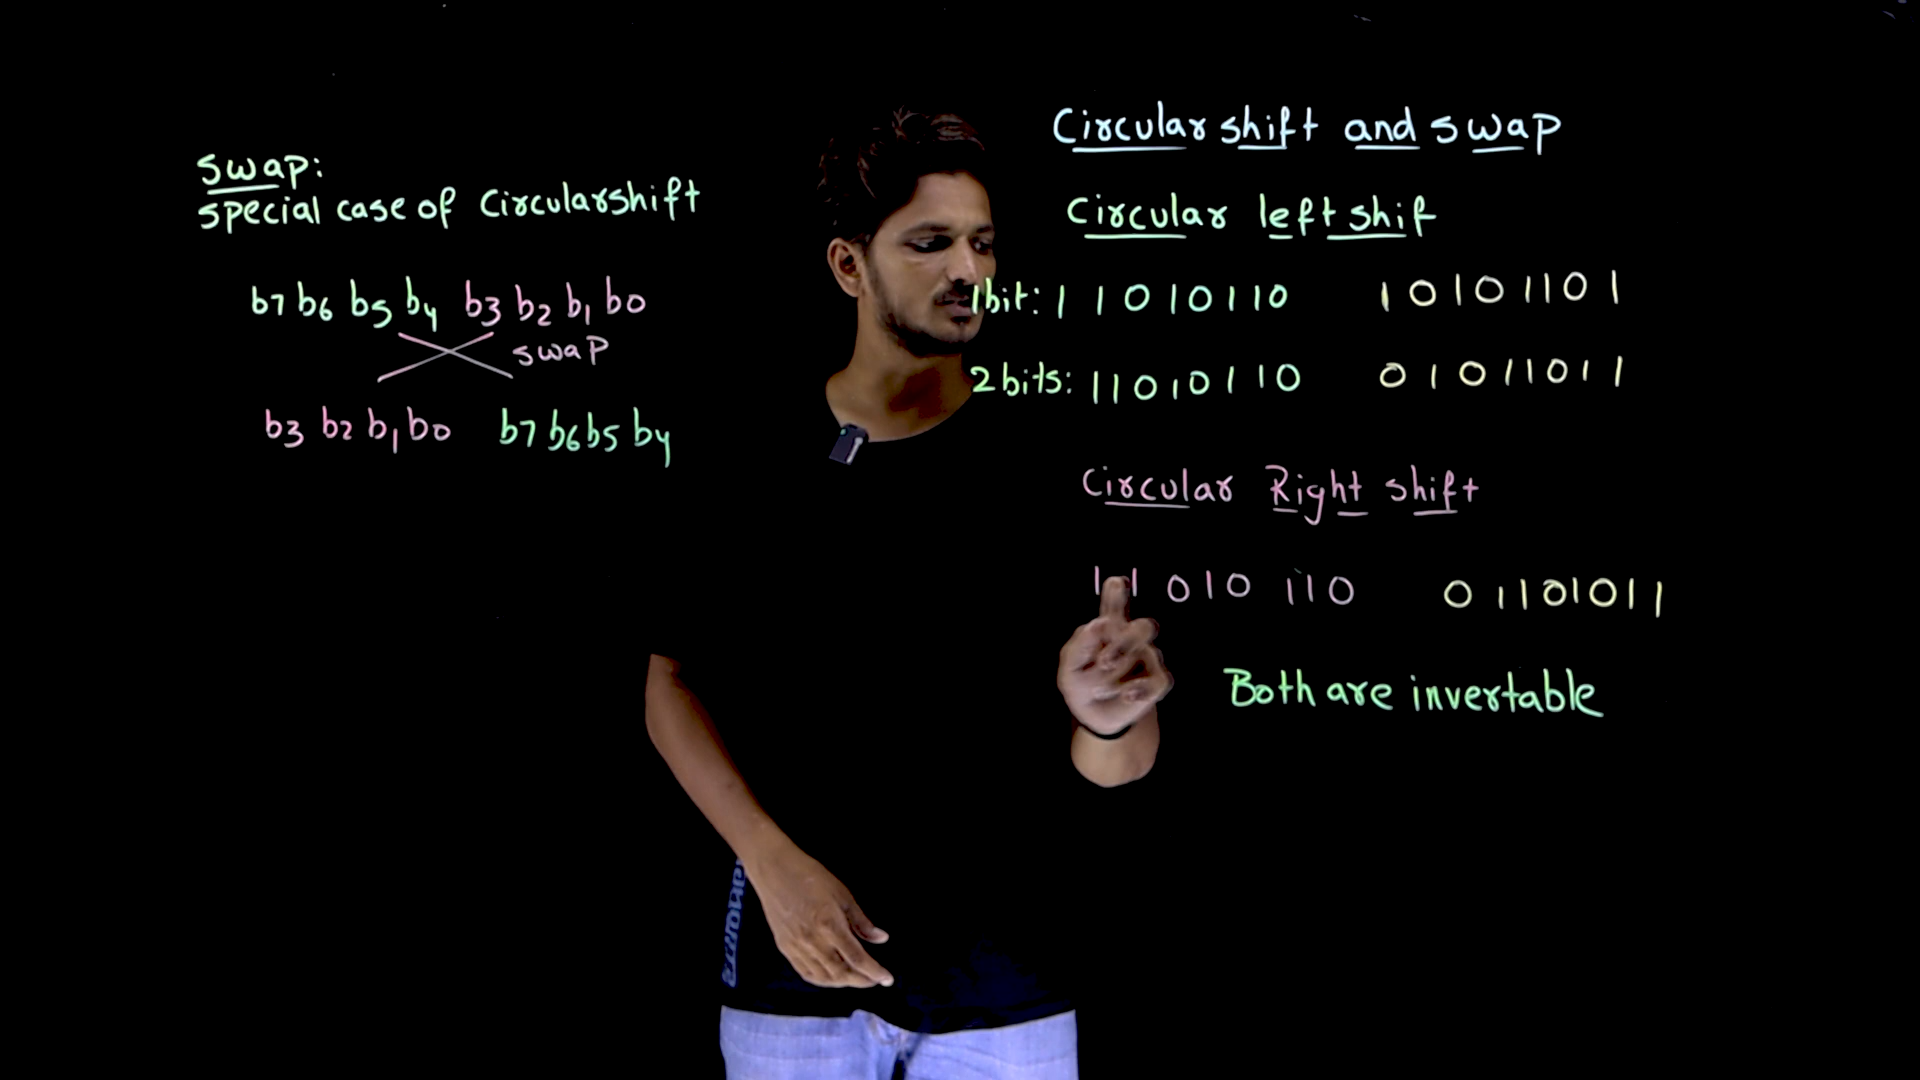 Swap:
special case of Circularshift
b7 b6 b5 b4 b3 b2 b1 b0
swap
b3 b2 b1 b0 b7 b6 b5 b4
Circular shift and swap
Circular left shif
1bit: 1 1 0 1 0 1 1 0 1 0 1 0 1 1 0 1
2bits: 1 1 0 1 0 1 1 0 0 1 0 1 1 0 1 1
Circular Right shift
1 1 0 1 0 1 1 0 0 1 1 0 1 0 1 1
Both are invertable